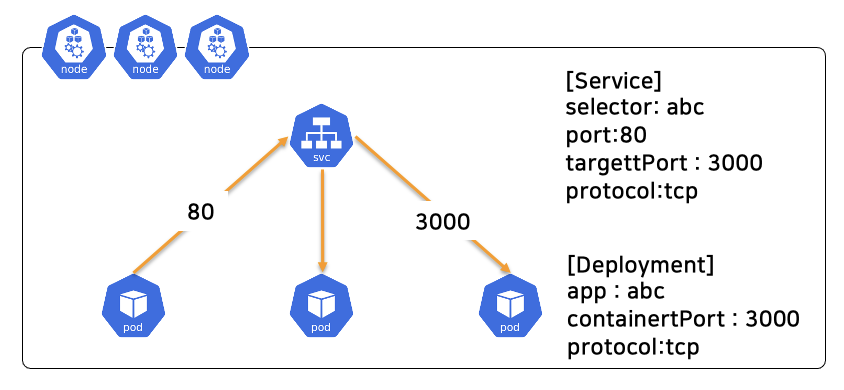 node node node
[Service]
selector: abc
port:80
targettPort : 3000
protocol:tcp
svc
80
3000
[Deployment]
app : abc
containertPort : 3000
protocol:tcp
pod pod pod